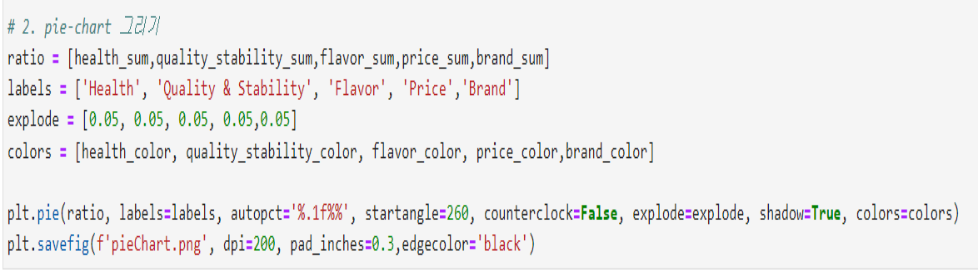 # 2. pie-chart 그리기
ratio = [health_sum,quality_stability_sum,flavor_sum,price_sum,brand_sum]
labels = ['Health', 'Quality & Stability', 'Flavor', 'Price','Brand']
explode = [0.05, 0.05, 0.05, 0.05,0.05]
colors = [health_color, quality_stability_color, flavor_color, price_color,brand_color]
plt.pie(ratio, labels=labels, autopct='%.1f%%', startangle=260, counterclock=False, explode=explode, shadow=True, colors=colors)
plt.savefig(f'pieChart.png', dpi=200, pad_inches=0.3,edgecolor='black')